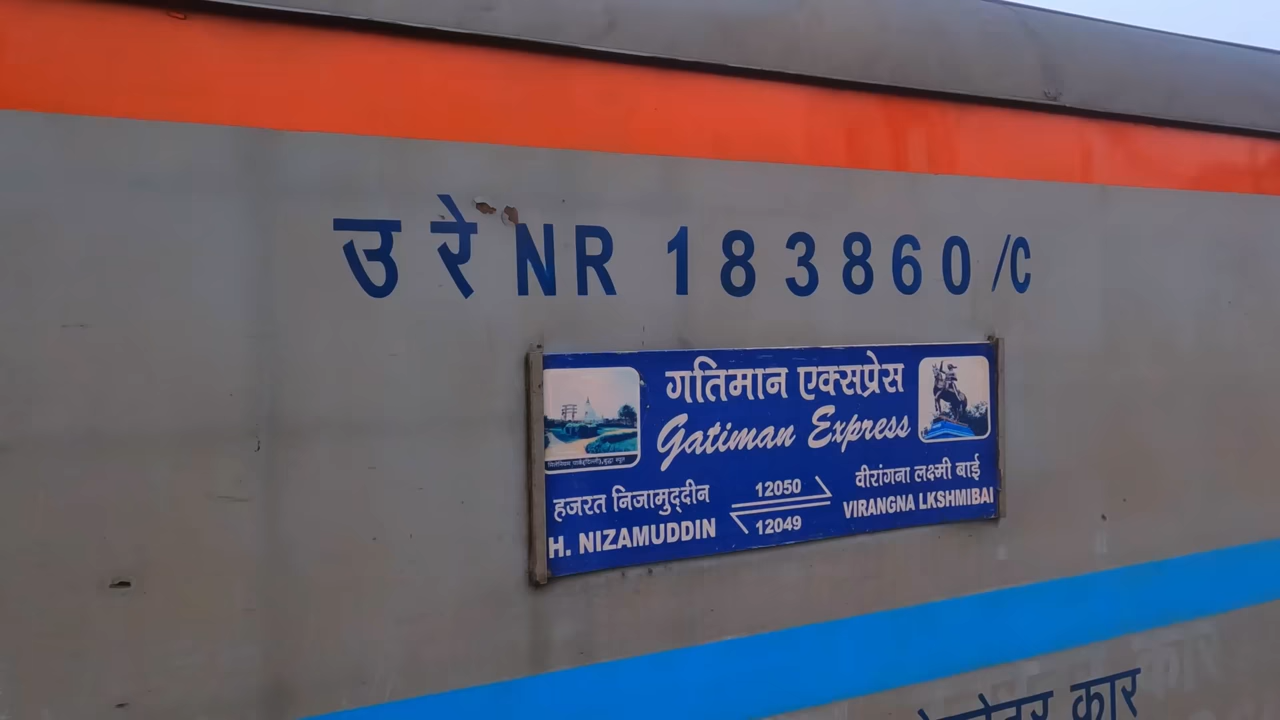 उ रे NR 183860/C
गतिमान एक्सप्रेस
Gatiman Express
हजरत निजामुद्दीन
H. NIZAMUDDIN
12050
12049
वीरांगना लक्ष्मी बाई
VIRANGNA LKSHMIBAI
कार